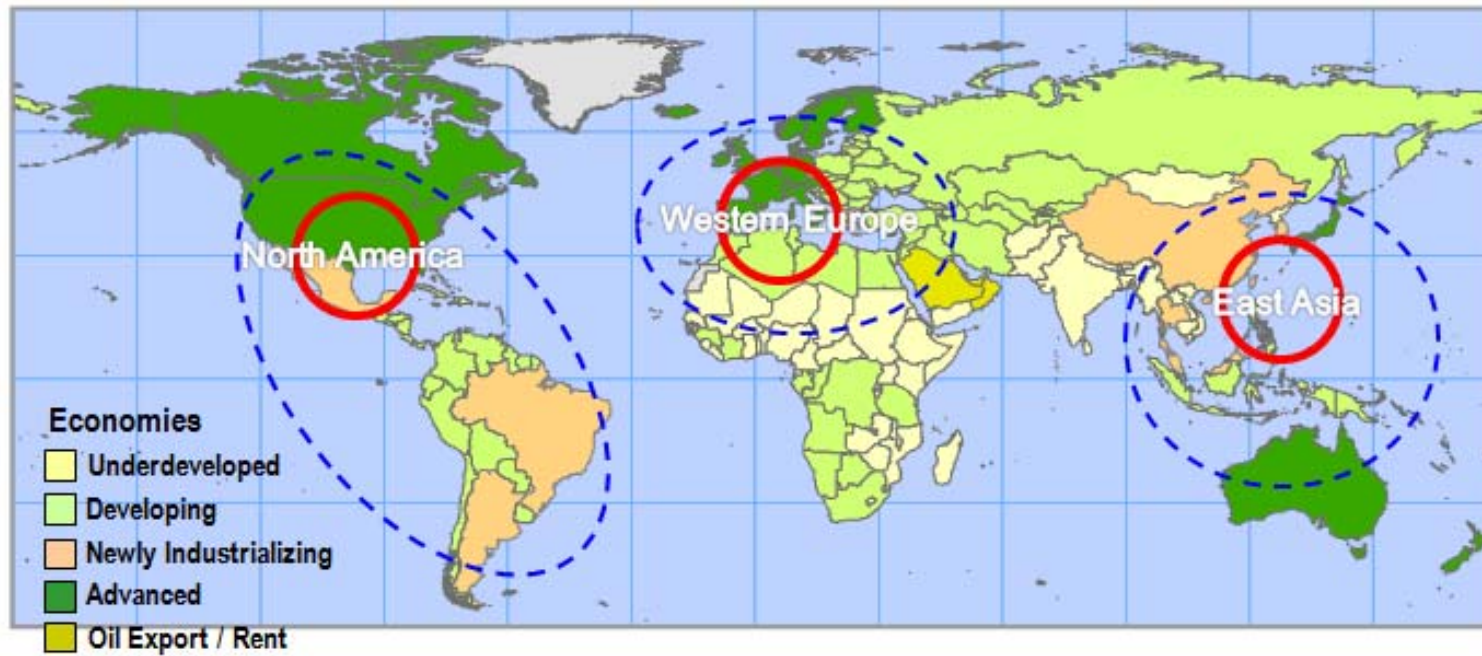 North America
Western Europe
East Asia
Economies
Underdeveloped
Developing
Newly Industrializing
Advanced
Oil Export / Rent